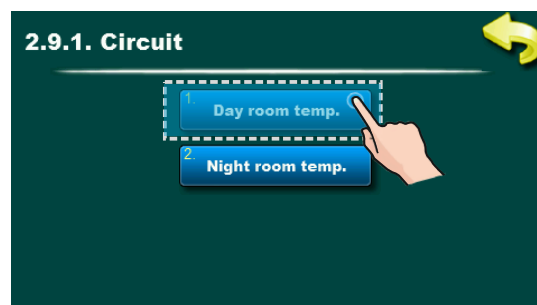 2.9.1. Circuit
1. Day room temp.
2. Night room temp.